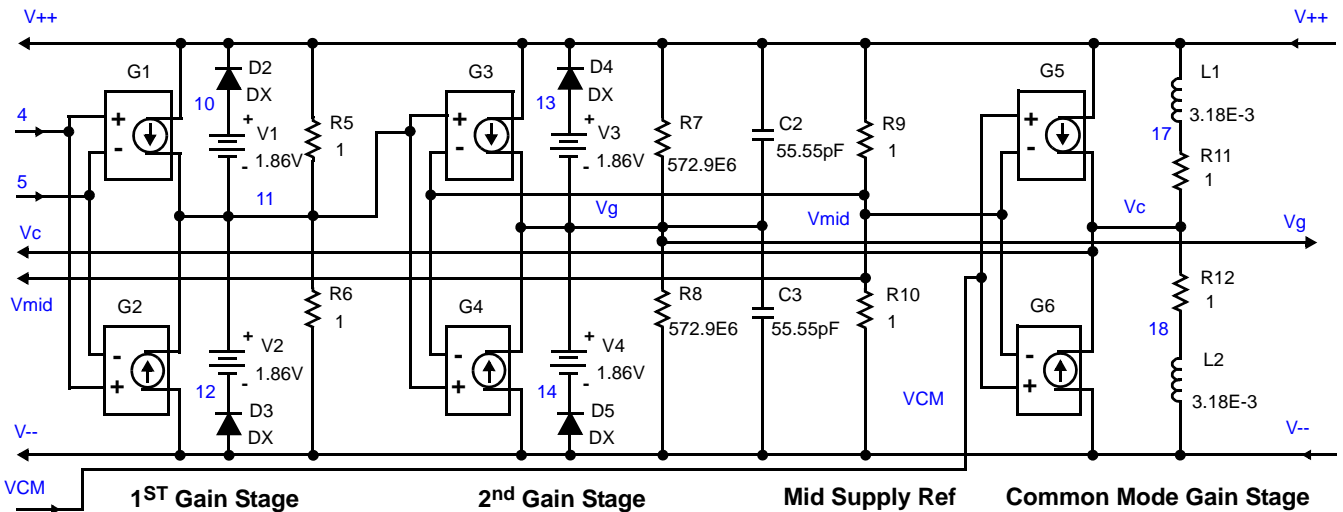 V++
V++
G1
D2
DX
10
V1
+
-
1.86V
R5
1
4
5
+
-
11
Vc
Vmid
G2
-
+
R6
1
V2
+
-
1.86V
12
D3
DX
G3
+
-
D4
DX
13
V3
+
-
1.86V
R7
572.9E6
C2
55.55pF
R9
1
Vg
Vmid
G4
-
+
V4
+
-
1.86V
14
D5
DX
R8
572.9E6
C3
55.55pF
R10
1
G5
+
-
L1
3.18E-3
17
R11
1
Vc
Vg
G6
-
+
R12
1
18
L2
3.18E-3
VCM
V--
V--
VCM
1ST Gain Stage
2nd Gain Stage
Mid Supply Ref
Common Mode Gain Stage